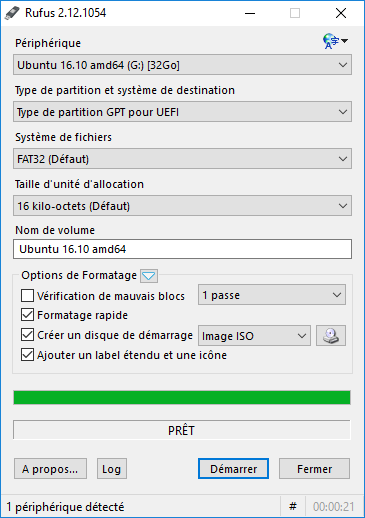 Rufus 2.12.1054
Périphérique
Ubuntu 16.10 amd64 (G:) [32Go]
Type de partition et système de destination
Type de partition GPT pour UEFI
Système de fichiers
FAT32 (Défaut)
Taille d'unité d'allocation
16 kilo-octets (Défaut)
Nom de volume
Ubuntu 16.10 amd64
Options de Formatage
Vérification de mauvais blocs 1 passe
Formatage rapide
Créer un disque de démarrage Image ISO
Ajouter un label étendu et une icône
PRÊT
A propos... Log Démarrer Fermer
1 périphérique détecté # 00:00:21